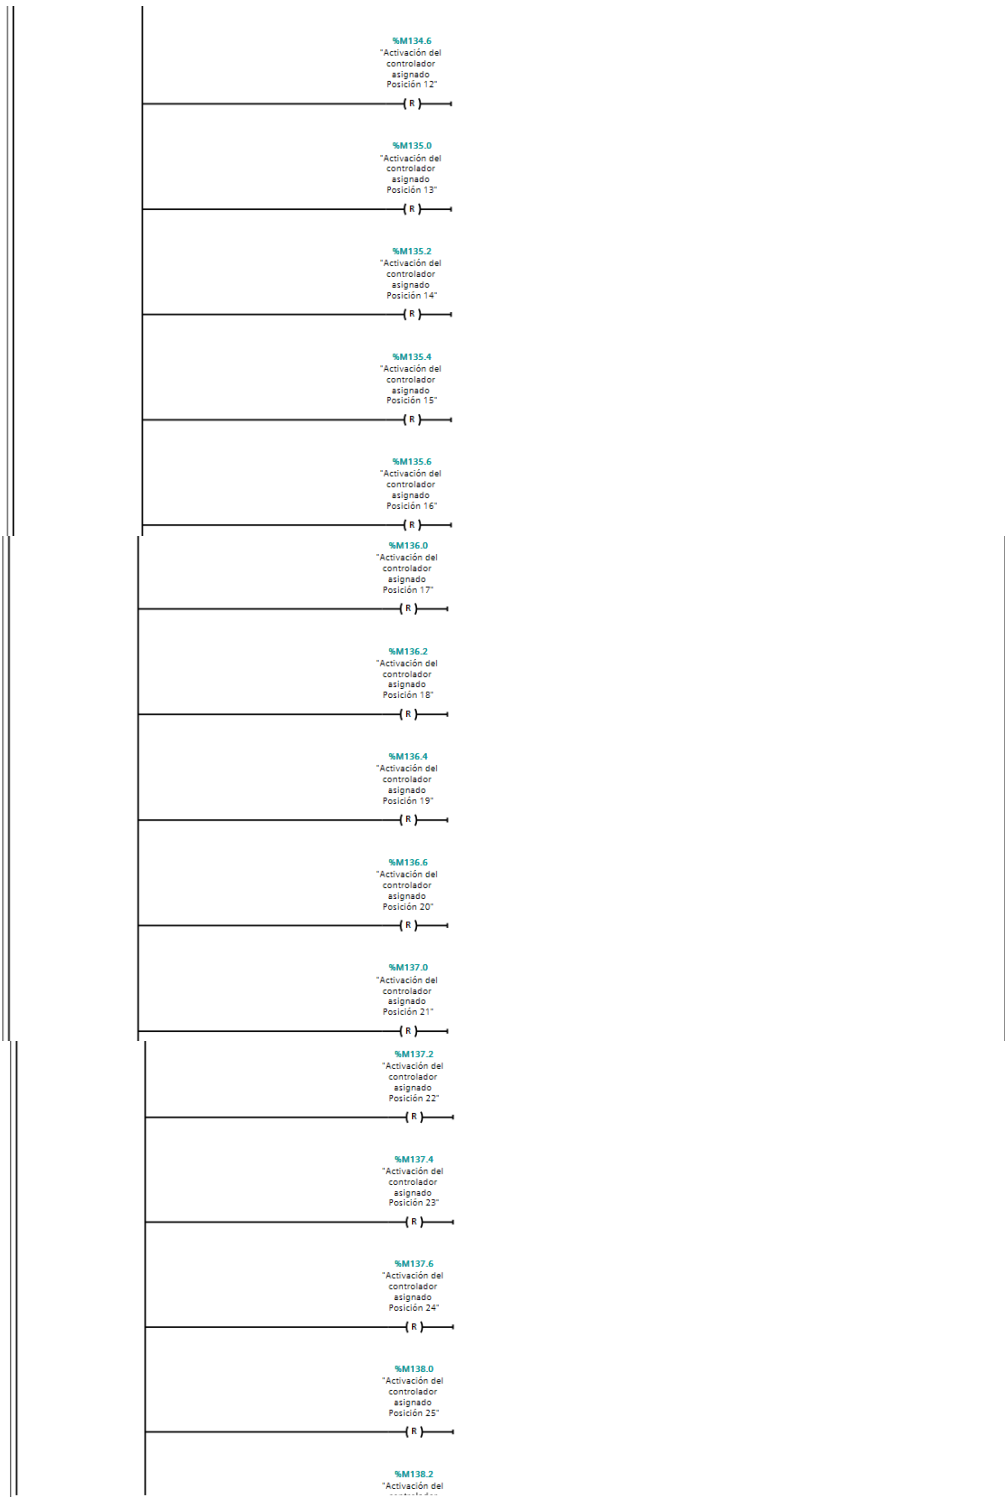 %M134.6
"Activación del
controlador
asignado
Posición 12"
( R )
%M135.0
"Activación del
controlador
asignado
Posición 13"
( R )
%M135.2
"Activación del
controlador
asignado
Posición 14"
( R )
%M135.4
"Activación del
controlador
asignado
Posición 15"
( R )
%M135.6
"Activación del
controlador
asignado
Posición 16"
( R )
%M136.0
"Activación del
controlador
asignado
Posición 17"
( R )
%M136.2
"Activación del
controlador
asignado
Posición 18"
( R )
%M136.4
"Activación del
controlador
asignado
Posición 19"
( R )
%M136.6
"Activación del
controlador
asignado
Posición 20"
( R )
%M137.0
"Activación del
controlador
asignado
Posición 21"
( R )
%M137.2
"Activación del
controlador
asignado
Posición 22"
( R )
%M137.4
"Activación del
controlador
asignado
Posición 23"
( R )
%M137.6
"Activación del
controlador
asignado
Posición 24"
( R )
%M138.0
"Activación del
controlador
asignado
Posición 25"
( R )
%M138.2
"Activación del